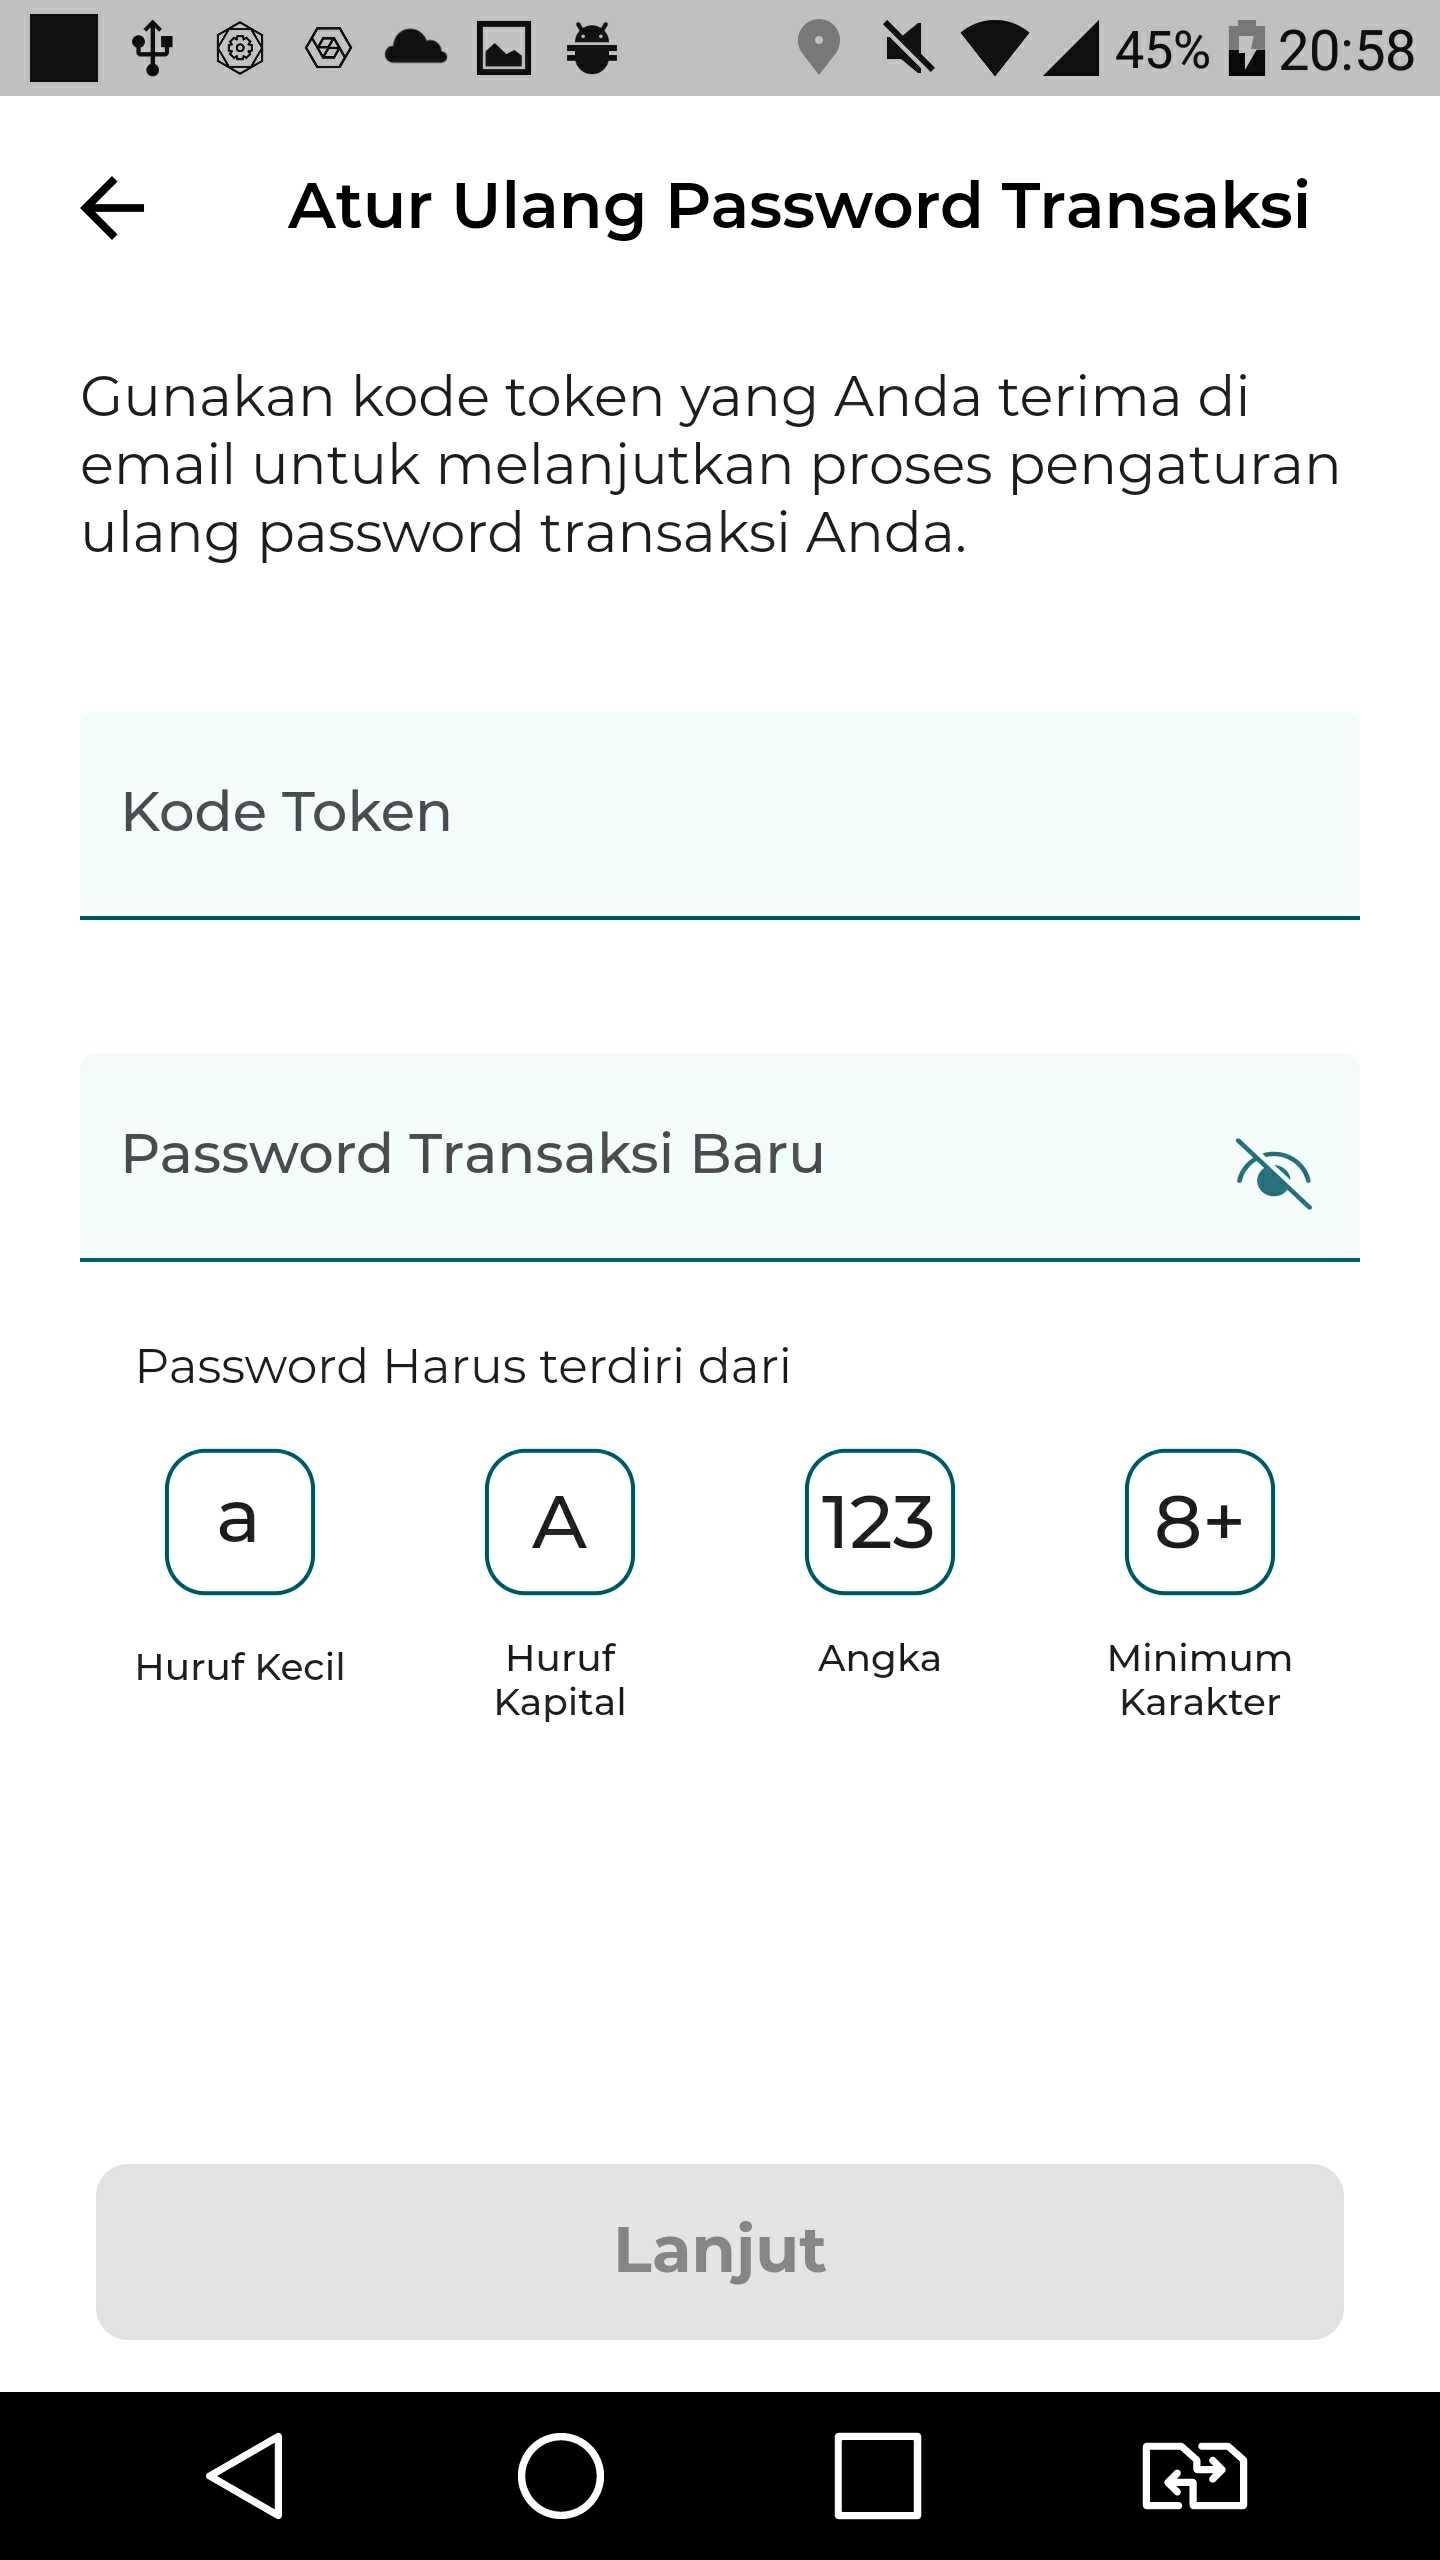 45% 20:58
Atur Ulang Password Transaksi
Gunakan kode token yang Anda terima di
email untuk melanjutkan proses pengaturan
ulang password transaksi Anda.
Kode Token
Password Transaksi Baru
Password Harus terdiri dari
a A 123 8+
Huruf Kecil
Huruf
Kapital
Angka
Minimum
Karakter
Lanjut